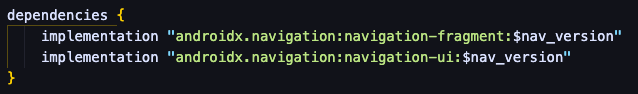 dependencies {
    implementation "androidx.navigation:navigation-fragment:$nav_version"
    implementation "androidx.navigation:navigation-ui:$nav_version"
}